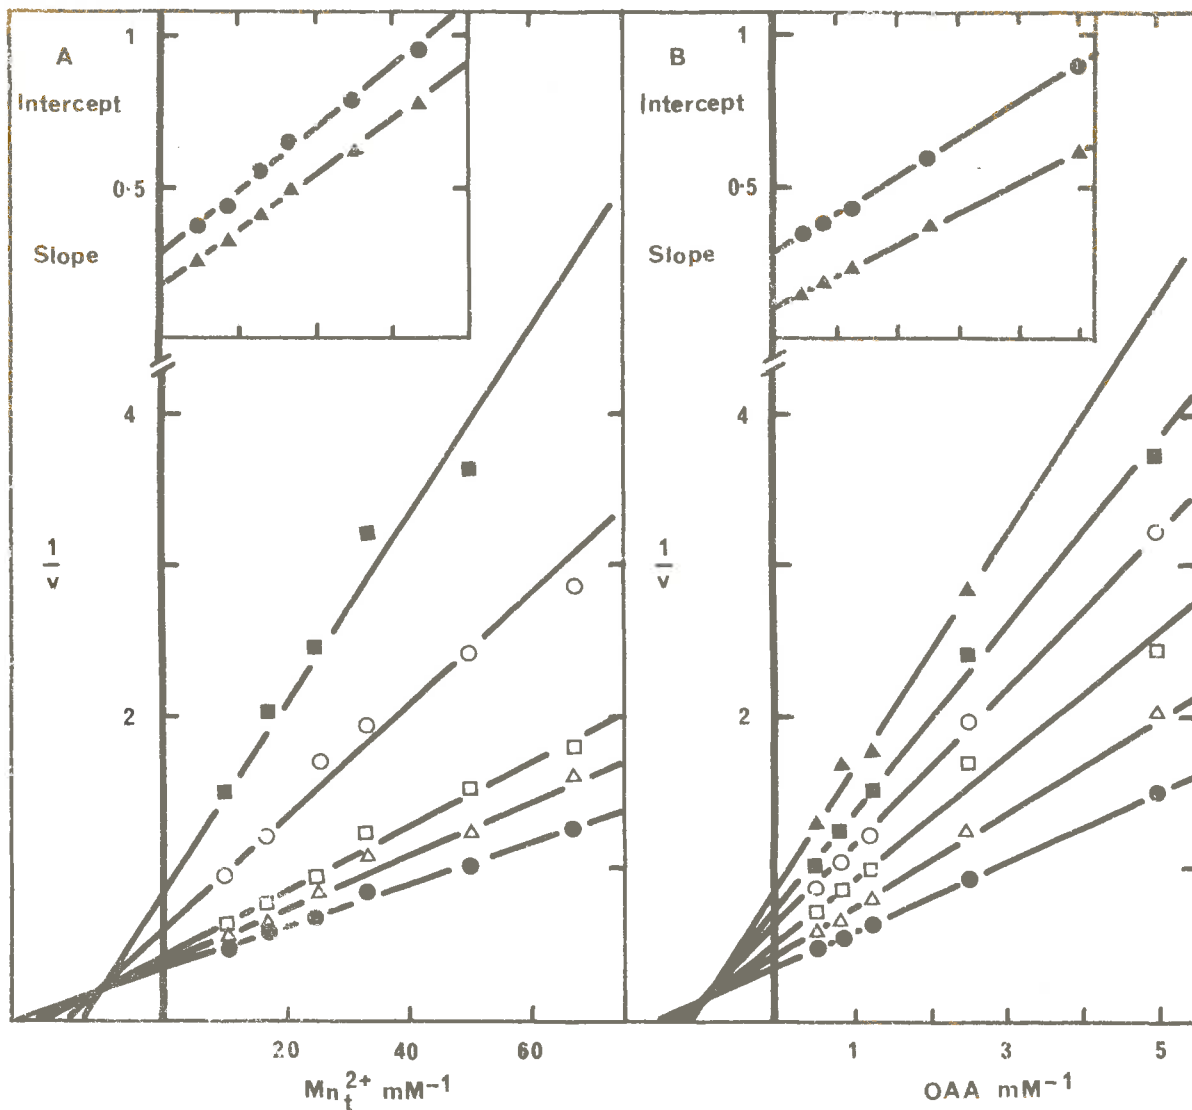 A
Intercept
Slope
1
0·5
1/v
4
2
20 40 60
Mn_t^2+ mM^-1
B
Intercept
Slope
1
0·5
1/v
4
2
1 3 5
OAA mM^-1